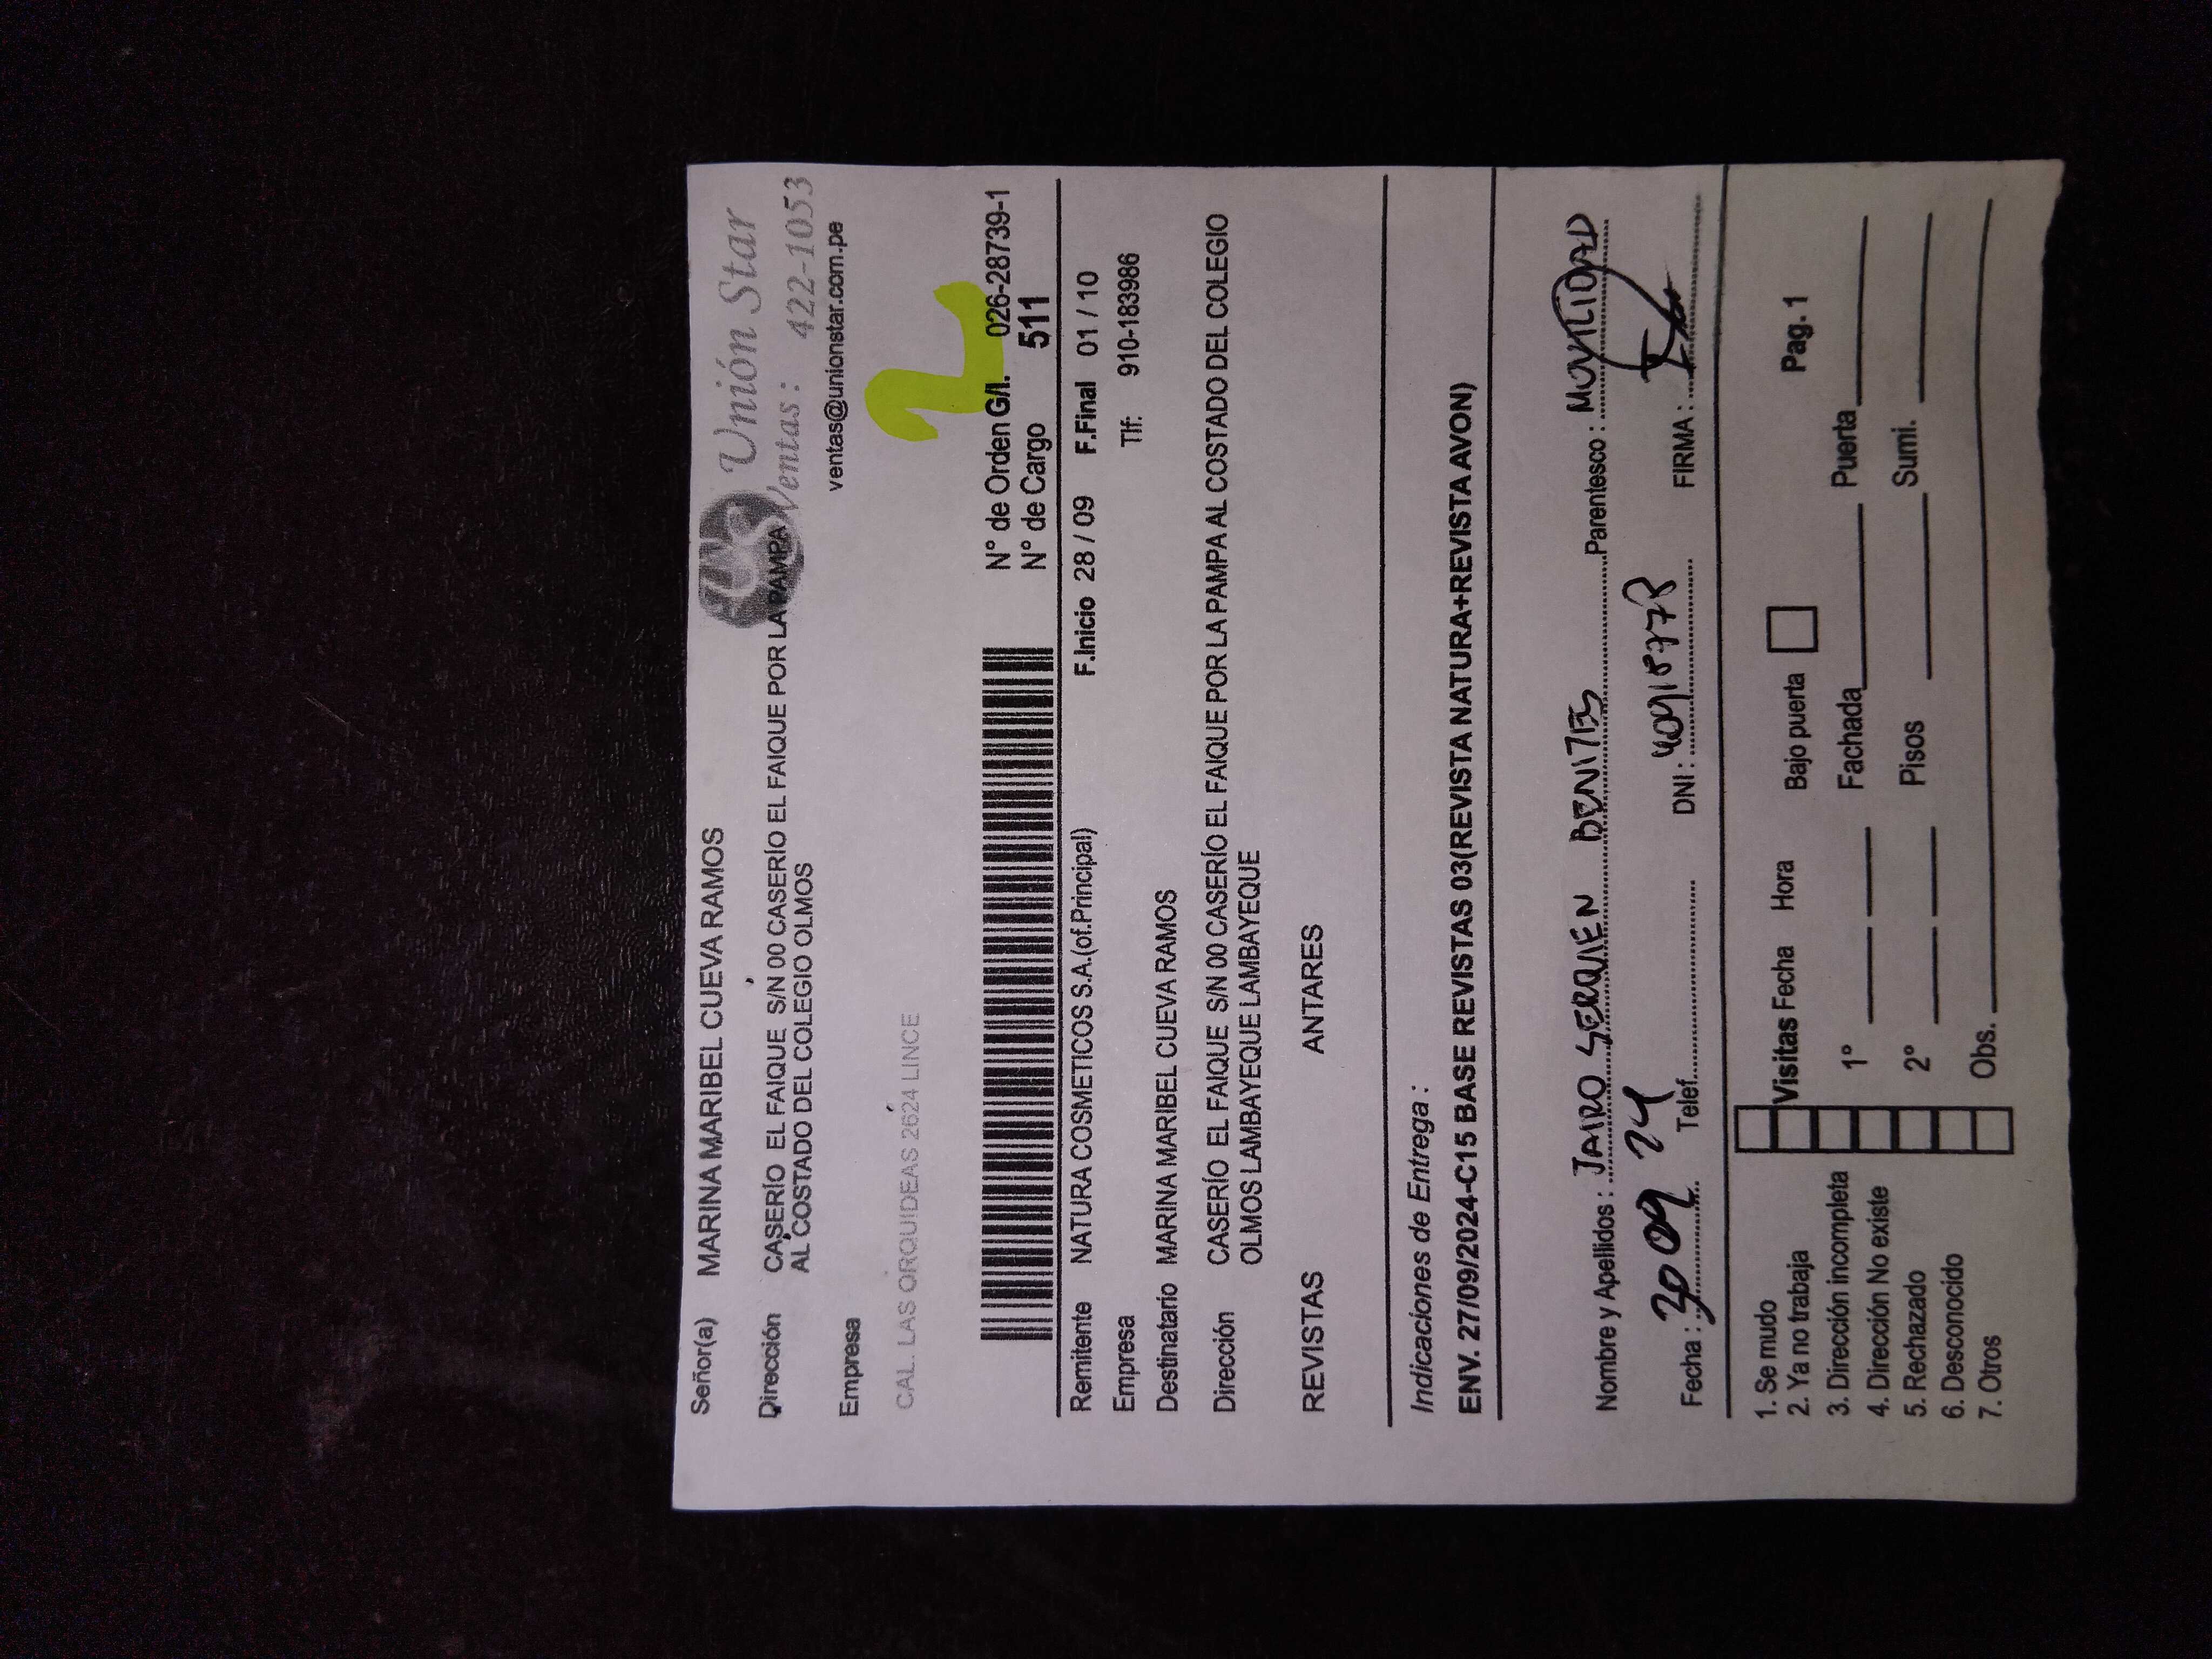 Señor(a) MARINA MARIBEL CUEVA RAMOS
Unión Star
Ventas : 422-1053
Dirección CASERÍO EL FAIQUE S/N 00 CASERÍO EL FAIQUE POR LA PAMPA
AL COSTADO DEL COLEGIO OLMOS
ventas@unionstar.com.pe
Empresa
CAL. LAS ORQUIDEAS 2624 LINCE
2
N° de Orden G/I. 026-28739-1
N° de Cargo 511
Remitente NATURA COSMETICOS S.A.(of.Principal) F.Inicio 28 / 09 F.Final 01 / 10
Empresa Tlf: 910-183986
Destinatario MARINA MARIBEL CUEVA RAMOS
Dirección CASERÍO EL FAIQUE S/N 00 CASERÍO EL FAIQUE POR LA PAMPA AL COSTADO DEL COLEGIO
OLMOS LAMBAYEQUE LAMBAYEQUE
REVISTAS ANTARES
Indicaciones de Entrega :
ENV. 27/09/2024-C15 BASE REVISTAS 03(REVISTA NATURA+REVISTA AVON)
Nombre y Apellidos : JAIRO SERQUEN BENITES Parentesco : MOVILIDAD
Fecha : 30 09 24 Telef. DNI : FIRMA :
1. Se mudo
2. Ya no trabaja Visitas Fecha Hora Bajo puerta Pag. 1
3. Dirección incompleta 1° Fachada Puerta
4. Dirección No existe
5. Rechazado 2° Pisos Sumi.
6. Desconocido
7. Otros Obs.